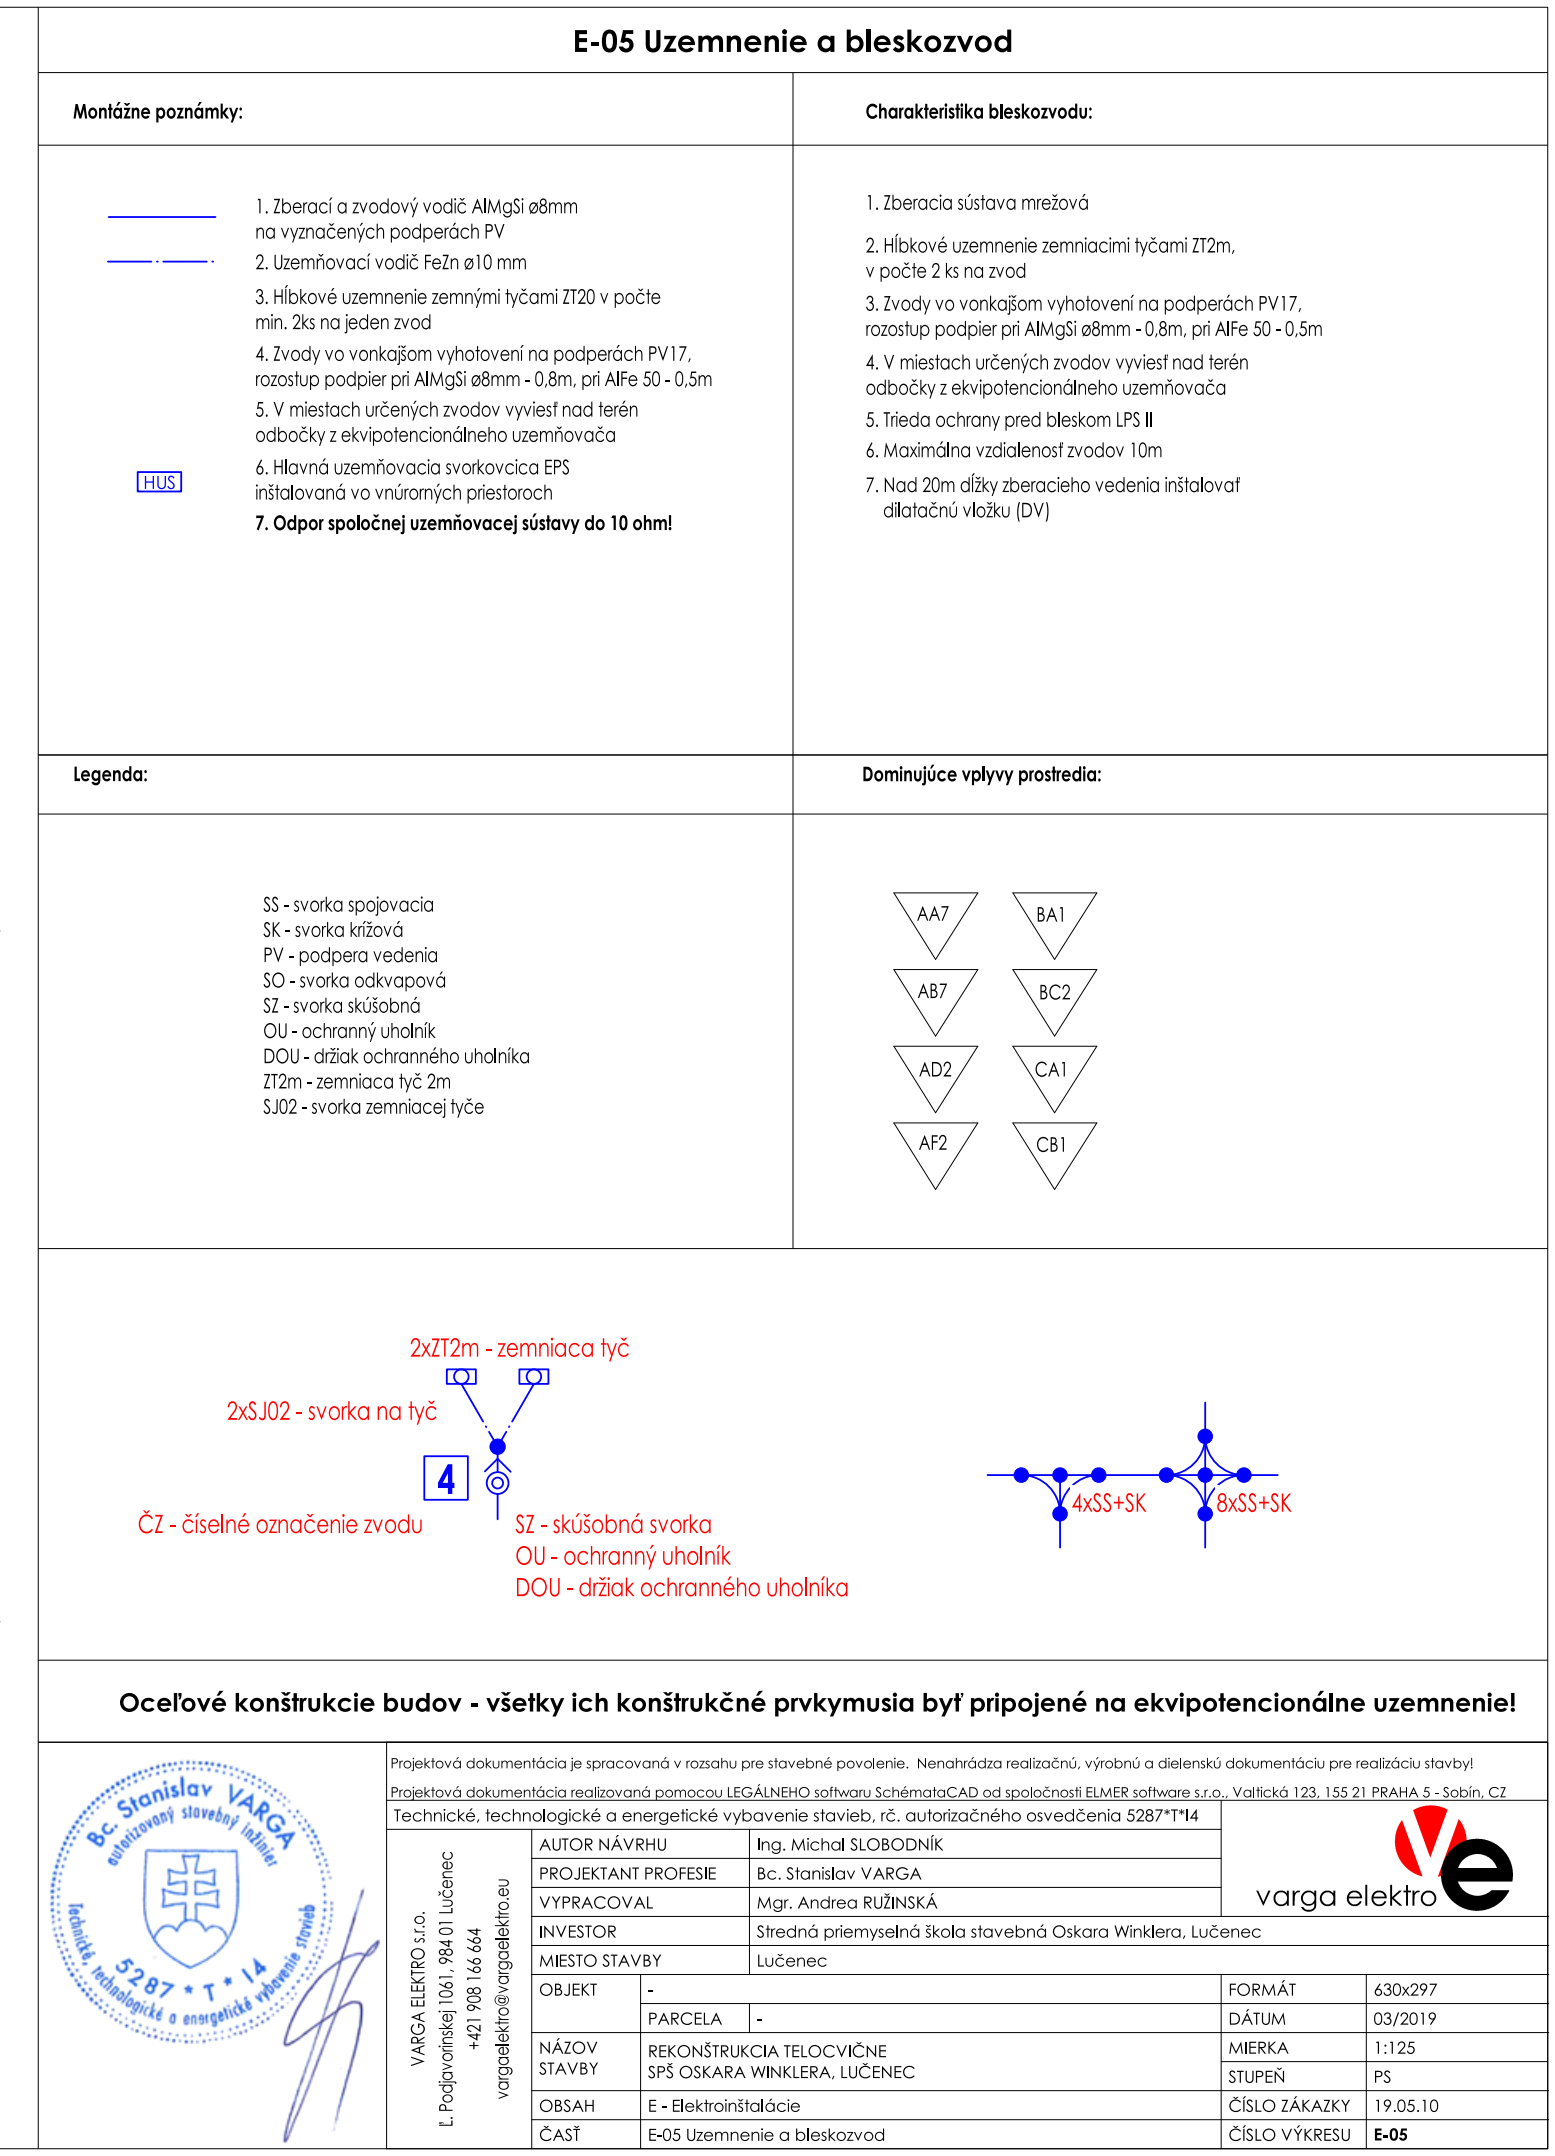 E-05 Uzemnenie a bleskozvod
Montážne poznámky:
1. Zberací a zvodový vodič AlMgSi ø8mm
na vyznačených podperách PV
2. Uzemňovací vodič FeZn ø10 mm
3. Hĺbkové uzemnenie zemnými tyčami ZT20 v počte
min. 2ks na jeden zvod
4. Zvody vo vonkajšom vyhotovení na podperách PV17,
rozostup podpier pri AlMgSi ø8mm - 0,8m, pri AlFe 50 - 0,5m
5. V miestach určených zvodov vyviesť nad terén
odbočky z ekvipotencionálneho uzemňovača
HUS
6. Hlavná uzemňovacia svorkovcica EPS
inštalovaná vo vnúrorných priestoroch
7. Odpor spoločnej uzemňovacej sústavy do 10 ohm!
Charakteristika bleskozvodu:
1. Zberacia sústava mrežová
2. Hĺbkové uzemnenie zemniacimi tyčami ZT2m,
v počte 2 ks na zvod
3. Zvody vo vonkajšom vyhotovení na podperách PV17,
rozostup podpier pri AlMgSi ø8mm - 0,8m, pri AlFe 50 - 0,5m
4. V miestach určených zvodov vyviesť nad terén
odbočky z ekvipotencionálneho uzemňovača
5. Trieda ochrany pred bleskom LPS II
6. Maximálna vzdialenosť zvodov 10m
7. Nad 20m dĺžky zberacieho vedenia inštalovať
dilatačnú vložku (DV)
Legenda:
SS - svorka spojovacia
SK - svorka krížová
PV - podpera vedenia
SO - svorka odkvapová
SZ - svorka skúšobná
OU - ochranný uholník
DOU - držiak ochranného uholníka
ZT2m - zemniaca tyč 2m
SJ02 - svorka zemniacej tyče
Dominujúce vplyvy prostredia:
AA7 BA1
AB7 BC2
AD2 CA1
AF2 CB1
2xZT2m - zemniaca tyč
2xSJ02 - svorka na tyč
4
ČZ - číselné označenie zvodu
SZ - skúšobná svorka
OU - ochranný uholník
DOU - držiak ochranného uholníka
4xSS+SK
8xSS+SK
Oceľové konštrukcie budov - všetky ich konštrukčné prvkymusia byť pripojené na ekvipotencionálne uzemnenie!
Bc. Stanislav VARGA
autorizovaný stavebný inžinier
5287 * T * I4
Technické, technologické a energetické vybavenie stavieb
Projektová dokumentácia je spracovaná v rozsahu pre stavebné povolenie. Nenahrádza realizačnú, výrobnú a dielenskú dokumentáciu pre realizáciu stavby!
Projektová dokumentácia realizovaná pomocou LEGÁLNEHO softwaru SchémataCAD od spoločnosti ELMER software s.r.o., Valtická 123, 155 21 PRAHA 5 - Sobín, CZ
Technické, technologické a energetické vybavenie stavieb, rč. autorizačného osvedčenia 5287*T*I4
VARGA ELEKTRO s.r.o.
Ľ. Podjavorinskej 1061, 984 01 Lučenec
+421 908 166 664
vargaelektro@vargaelektro.eu
AUTOR NÁVRHU Ing. Michal SLOBODNÍK
PROJEKTANT PROFESIE Bc. Stanislav VARGA
VYPRACOVAL Mgr. Andrea RUŽINSKÁ
varga elektro ve
INVESTOR Stredná priemyselná škola stavebná Oskara Winklera, Lučenec
MIESTO STAVBY Lučenec
OBJEKT - FORMÁT 630x297
PARCELA - DÁTUM 03/2019
NÁZOV STAVBY REKONŠTRUKCIA TELOCVIČNE
SPŠ OSKARA WINKLERA, LUČENEC
MIERKA 1:125
STUPEŇ PS
OBSAH E - Elektroinštalácie ČÍSLO ZÁKAZKY 19.05.10
ČASŤ E-05 Uzemnenie a bleskozvod ČÍSLO VÝKRESU E-05